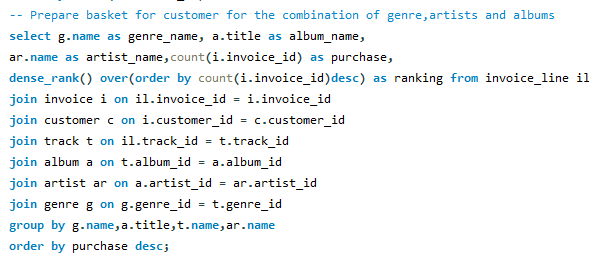 -- Prepare basket for customer for the combination of genre,artists and albums
select g.name as genre_name, a.title as album_name,
ar.name as artist_name,count(i.invoice_id) as purchase,
dense_rank() over(order by count(i.invoice_id)desc) as ranking from invoice_line il
join invoice i on il.invoice_id = i.invoice_id
join customer c on i.customer_id = c.customer_id
join track t on il.track_id = t.track_id
join album a on t.album_id = a.album_id
join artist ar on a.artist_id = ar.artist_id
join genre g on g.genre_id = t.genre_id
group by g.name,a.title,t.name,ar.name
order by purchase desc;